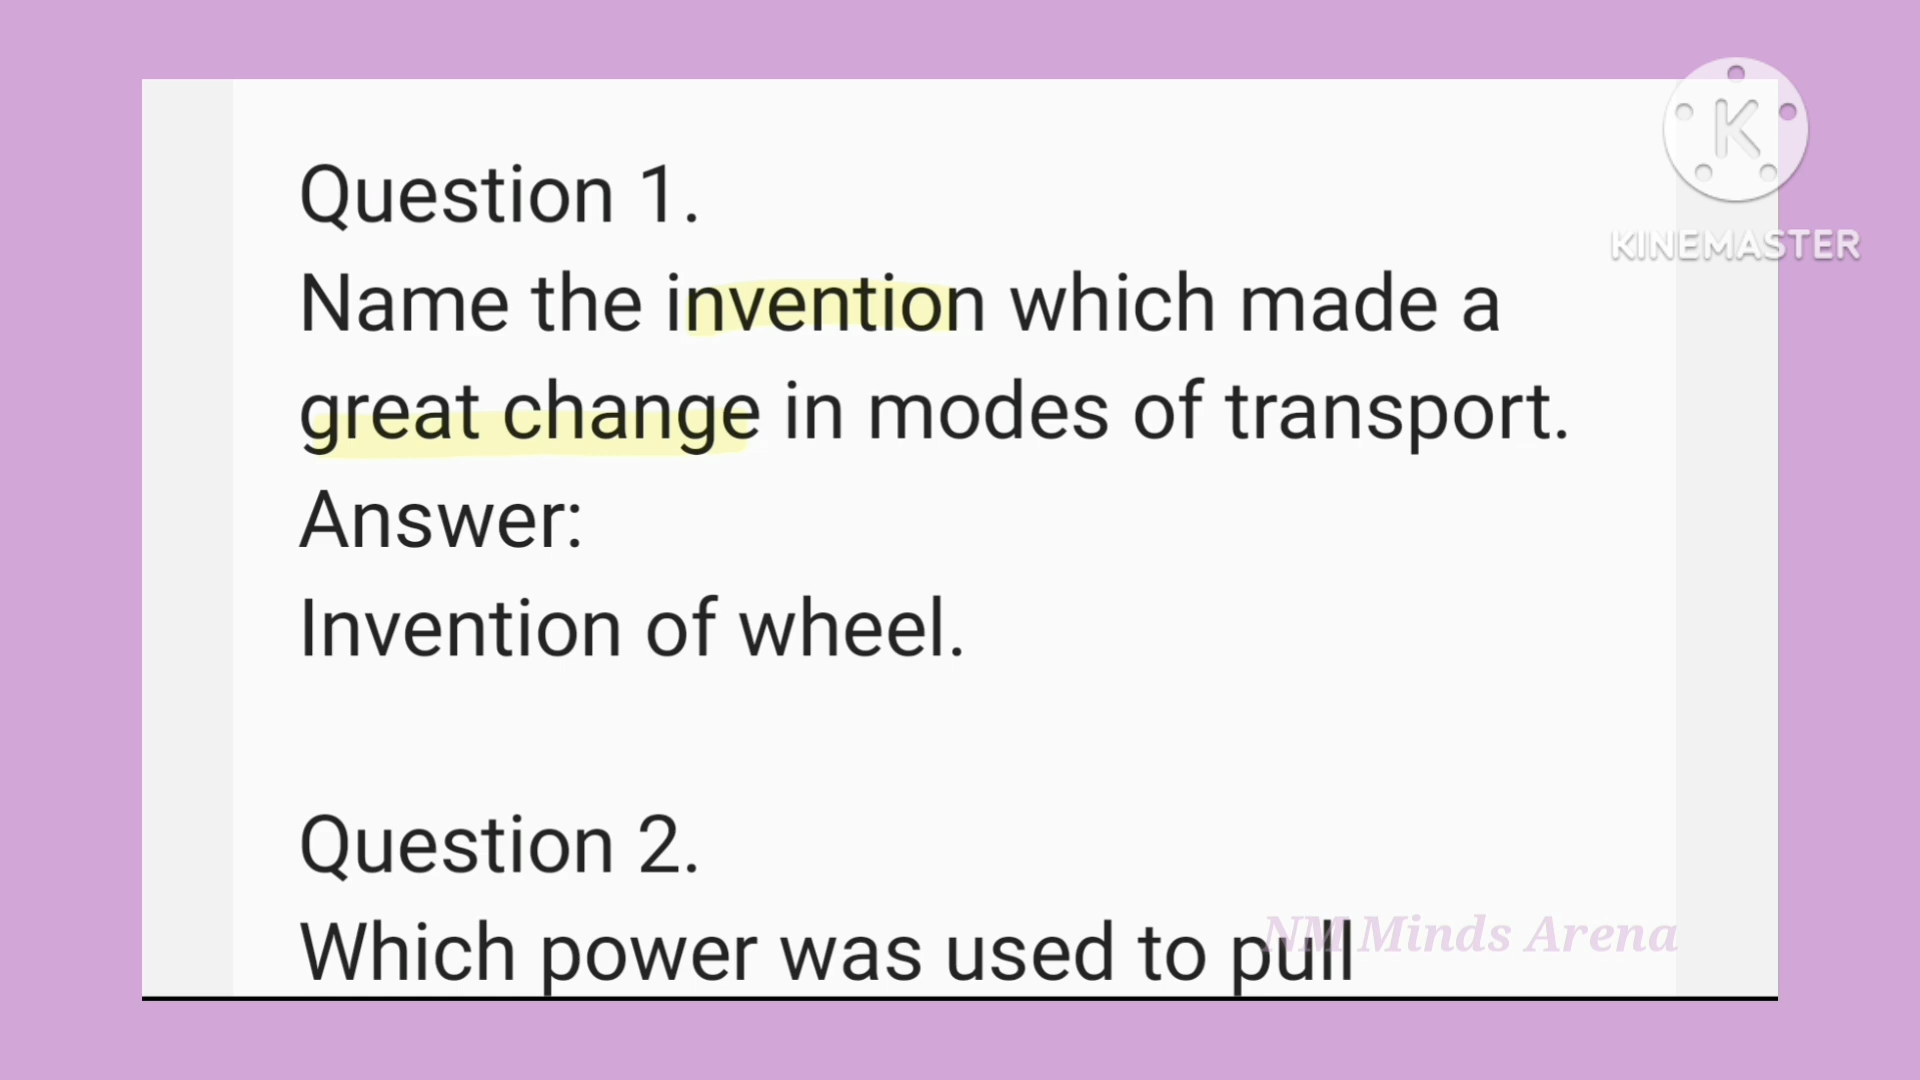 Question 1.
Name the invention which made a
great change in modes of transport.
Answer:
Invention of wheel.
Question 2.
Which power was used to pull
K
KINEMASTER
NM Minds Arena